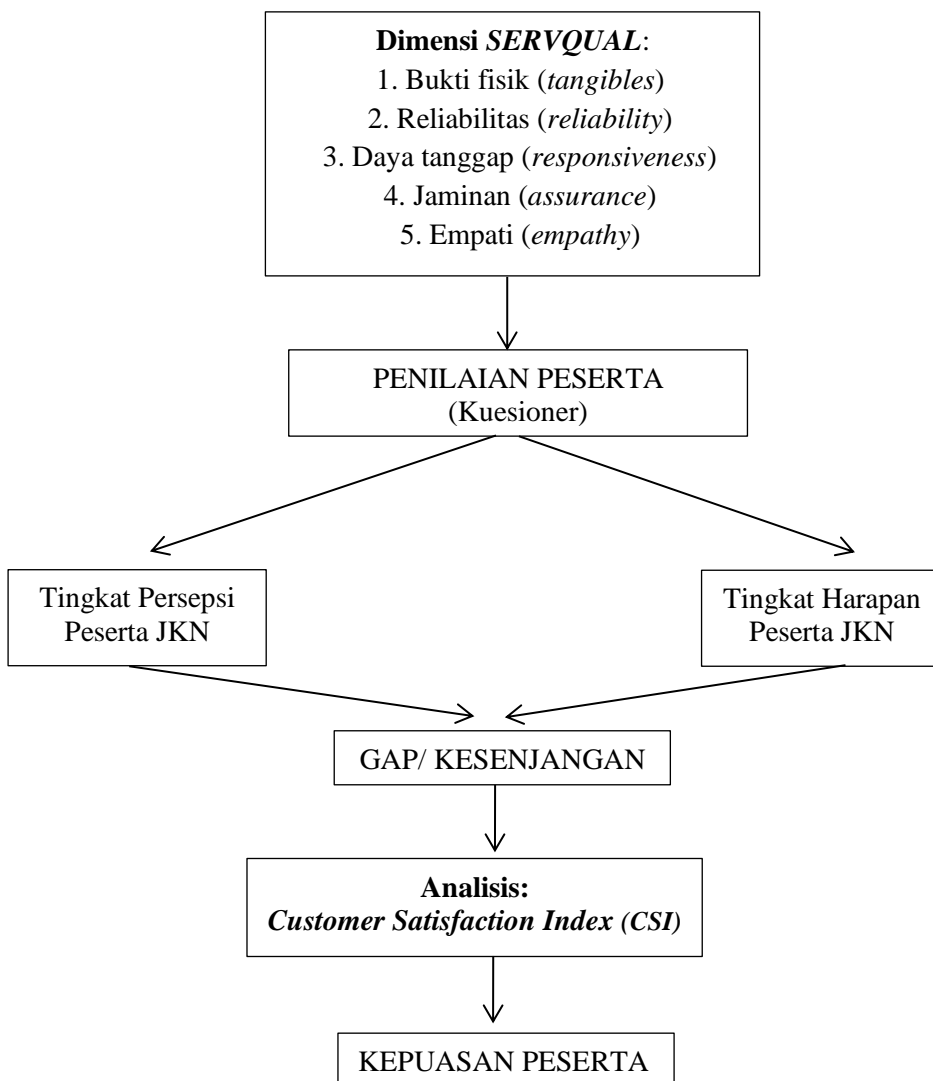 Dimensi SERVQUAL:
1. Bukti fisik (tangibles)
2. Reliabilitas (reliability)
3. Daya tanggap (responsiveness)
4. Jaminan (assurance)
5. Empati (empathy)
PENILAIAN PESERTA
(Kuesioner)
Tingkat Persepsi
Peserta JKN
Tingkat Harapan
Peserta JKN
GAP/ KESENJANGAN
Analisis:
Customer Satisfaction Index (CSI)
KEPUASAN PESERTA